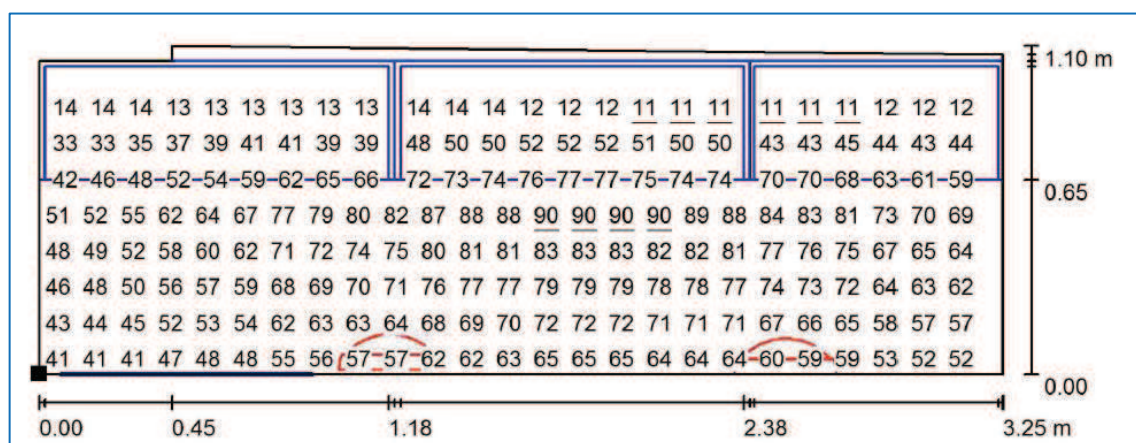 1.10 m
14 14 14 13 13 13 13 13 13 14 14 14 12 12 12 11 11 11 11 11 11 12 12 12
33 33 35 37 39 41 41 39 39 48 50 50 52 52 52 51 50 50 43 43 45 44 43 44
42 46 48 52 54 59 62 65 66 72 73 74 76 77 77 75 74 74 70 70 68 63 61 59 0.65
51 52 55 62 64 67 77 79 80 82 87 88 88 90 90 90 90 89 88 84 83 81 73 70 69
48 49 52 58 60 62 71 72 74 75 80 81 81 83 83 83 82 82 81 77 76 75 67 65 64
46 48 50 56 57 59 68 69 70 71 76 77 77 79 79 79 78 78 77 74 73 72 64 63 62
43 44 45 52 53 54 62 63 63 64 68 69 70 72 72 72 71 71 71 67 66 65 58 57 57
41 41 41 47 48 48 55 56 57 57 62 62 63 65 65 65 64 64 64 60 59 59 53 52 52
0.00
0.00 0.45 1.18 2.38 3.25 m